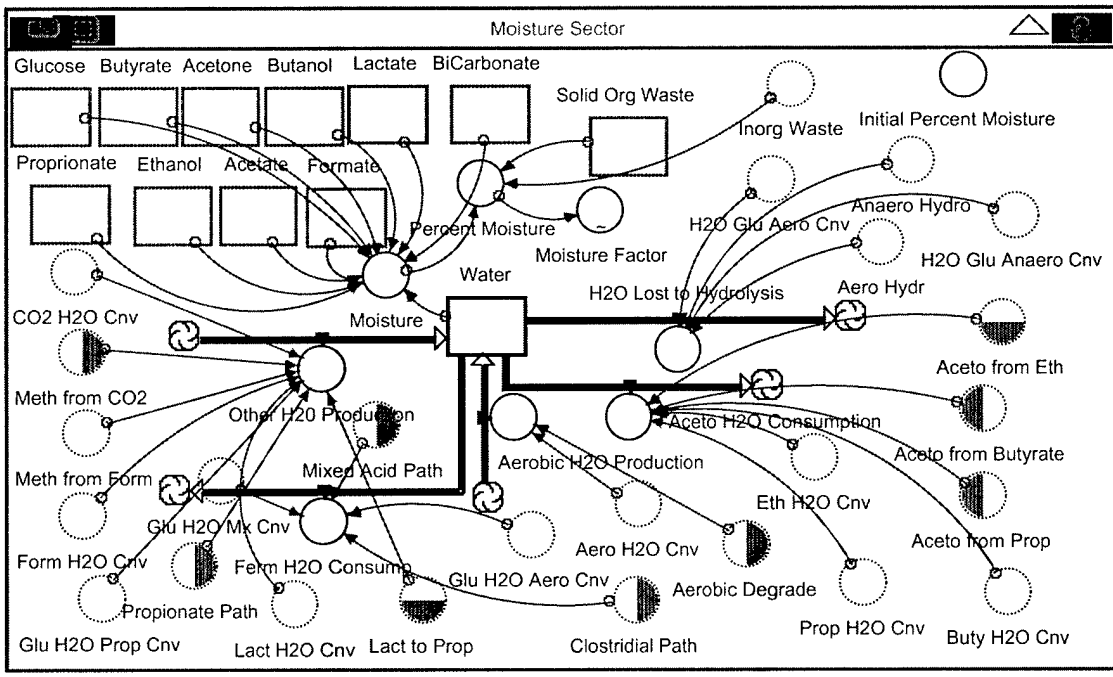 Moisture Sector
Glucose Butyrate Acetone Butanol Lactate BiCarbonate
Solid Org Waste
Inorg Waste
Initial Percent Moisture
Proprionate Ethanol Acetate Formate
Percent Moisture
H2O Glu Aero Cnv
Anaero Hydro
Moisture Factor
H2O Glu Anaero Cnv
Water
H2O Lost to Hydrolysis
Aero Hydr
CO2 H2O Cnv
Moisture
Aceto from Eth
Meth from CO2
Other H20 Production
Aceto H2O Consumption
Aceto from Butyrate
Mixed Acid Path
Aerobic H2O Production
Meth from Form
Eth H2O Cnv
Glu H2O Mx Cnv
Aceto from Prop
Form H2O Cnv
Ferm H2O Consump
Aero H2O Cnv
Glu H2O Aero Cnv
Aerobic Degrade
Propionate Path
Glu H2O Prop Cnv
Lact H2O Cnv
Lact to Prop
Clostridial Path
Prop H2O Cnv
Buty H2O Cnv
~
?